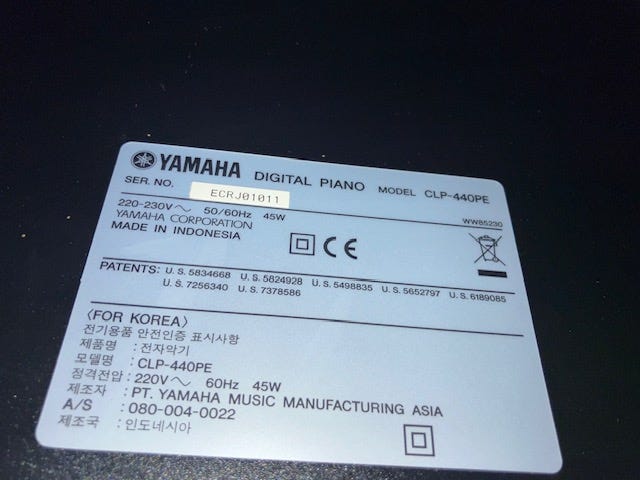 YAMAHA DIGITAL PIANO MODEL CLP-440PE
SER. NO. ECRJ01011
220-230V～ 50/60Hz 45W
WW85230
YAMAHA CORPORATION
MADE IN INDONESIA
CE
PATENTS: U.S. 5834668 U.S. 5824928 U.S. 5498835 U.S. 5652797 U.S. 6189085
U.S. 7256340 U.S. 7378586
〈FOR KOREA〉
전기용품 안전인증 표시사항
제품명 : 전자악기
모델명 : CLP-440PE
정격전압 : 220V～ 60Hz 45W
제조자 : PT. YAMAHA MUSIC MANUFACTURING ASIA
A/S : 080-004-0022
제조국 : 인도네시아